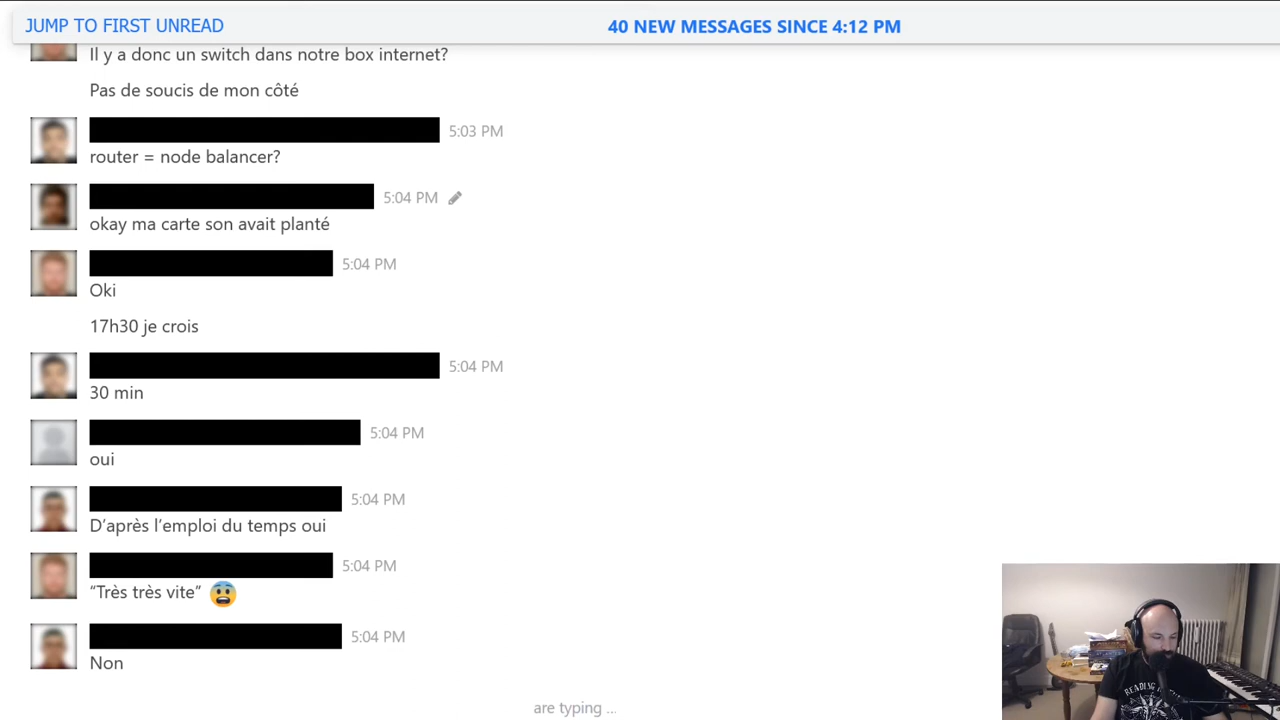 JUMP TO FIRST UNREAD
40 NEW MESSAGES SINCE 4:12 PM
Il y a donc un switch dans notre box internet?
Pas de soucis de mon côté
5:03 PM
router = node balancer?
5:04 PM
okay ma carte son avait planté
5:04 PM
Oki
17h30 je crois
5:04 PM
30 min
5:04 PM
oui
5:04 PM
D’après l’emploi du temps oui
5:04 PM
“Très très vite” 😨
5:04 PM
Non
are typing ...
READING